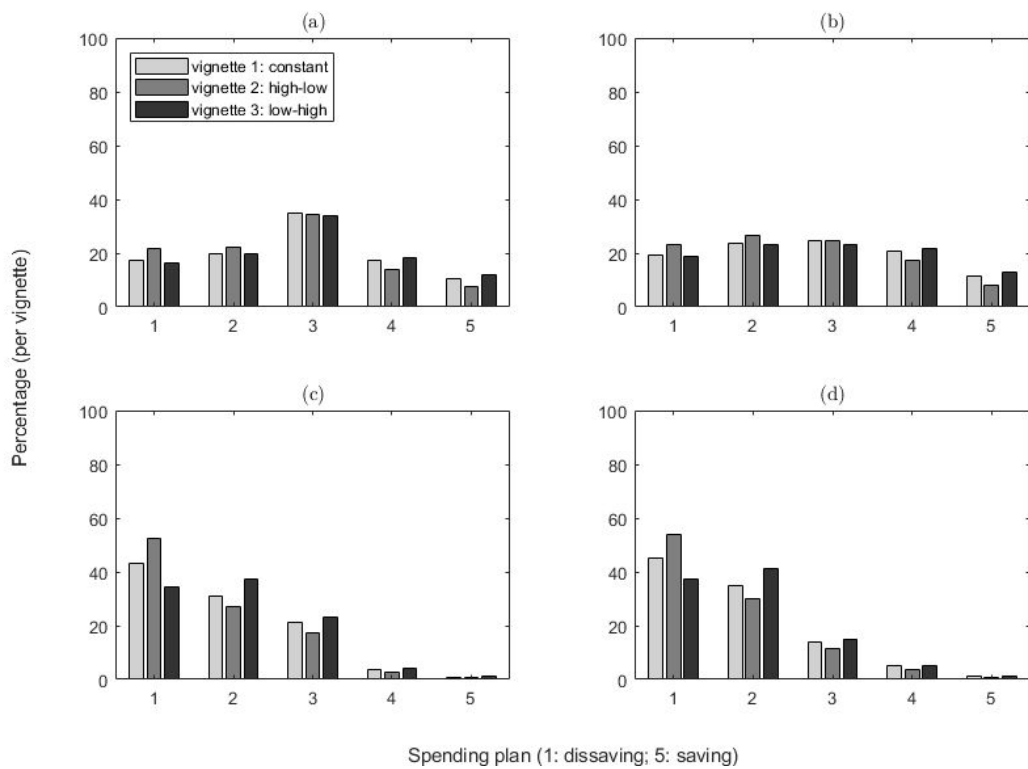 (a)
100
80
60
40
20
0
vignette 1: constant
vignette 2: high-low
vignette 3: low-high
1 2 3 4 5
(b)
100
80
60
40
20
0
1 2 3 4 5
Percentage (per vignette)
(c)
100
80
60
40
20
0
1 2 3 4 5
(d)
100
80
60
40
20
0
1 2 3 4 5
Spending plan (1: dissaving; 5: saving)